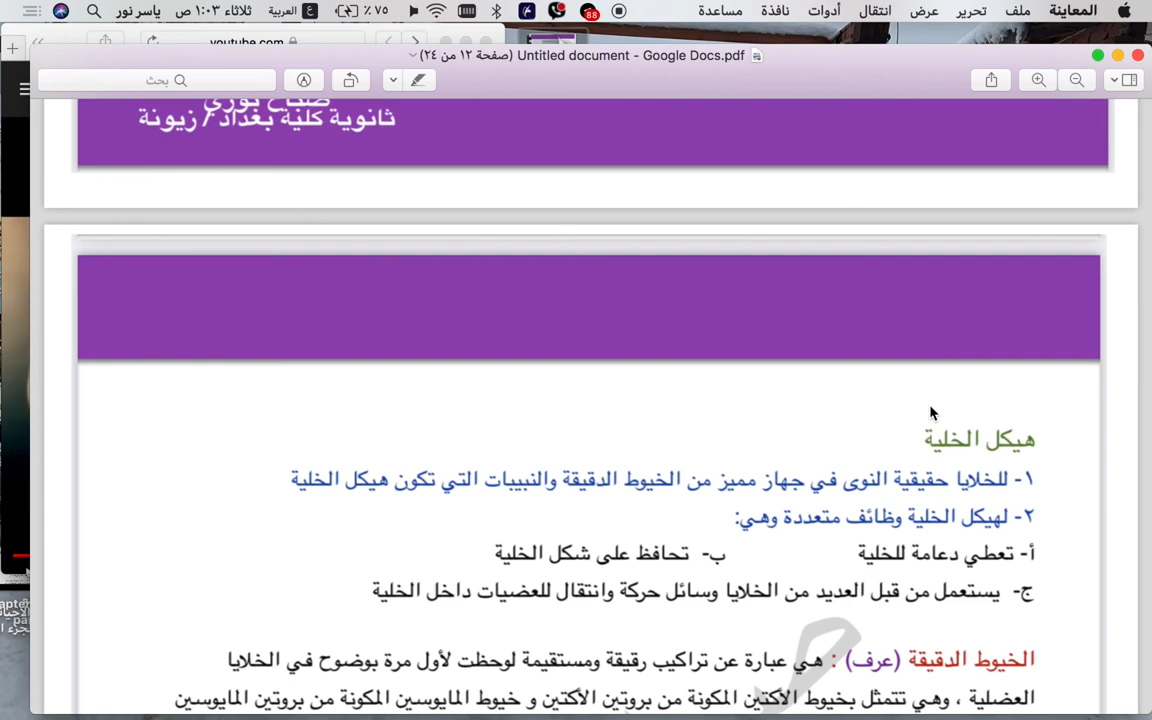 المعاينة ملف تحرير عرض انتقال أدوات نافذة مساعدة
88 ٧٥ ٪ العربية ع ثلاثاء ١:٠٣ ص ياسر نور
youtube.com
Untitled document - Google Docs.pdf (صفحة ١٢ من ٢٤)
بحث
صباح نوري
ثانوية كلية بغداد / زيونة
هيكل الخلية
١- للخلايا حقيقية النوى في جهاز مميز من الخيوط الدقيقة والنبيبات التي تكون هيكل الخلية
٢- لهيكل الخلية وظائف متعددة وهي:
أ- تعطي دعامة للخلية ب- تحافظ على شكل الخلية
ج- يستعمل من قبل العديد من الخلايا وسائل حركة وانتقال للعضيات داخل الخلية
الخيوط الدقيقة (عرف) : هي عبارة عن تراكيب رقيقة ومستقيمة لوحظت لأول مرة بوضوح في الخلايا
العضلية ، وهي تتمثل بخيوط الأكتين المكونة من بروتين الأكتين و خيوط المايوسين المكونة من بروتين المايوسين